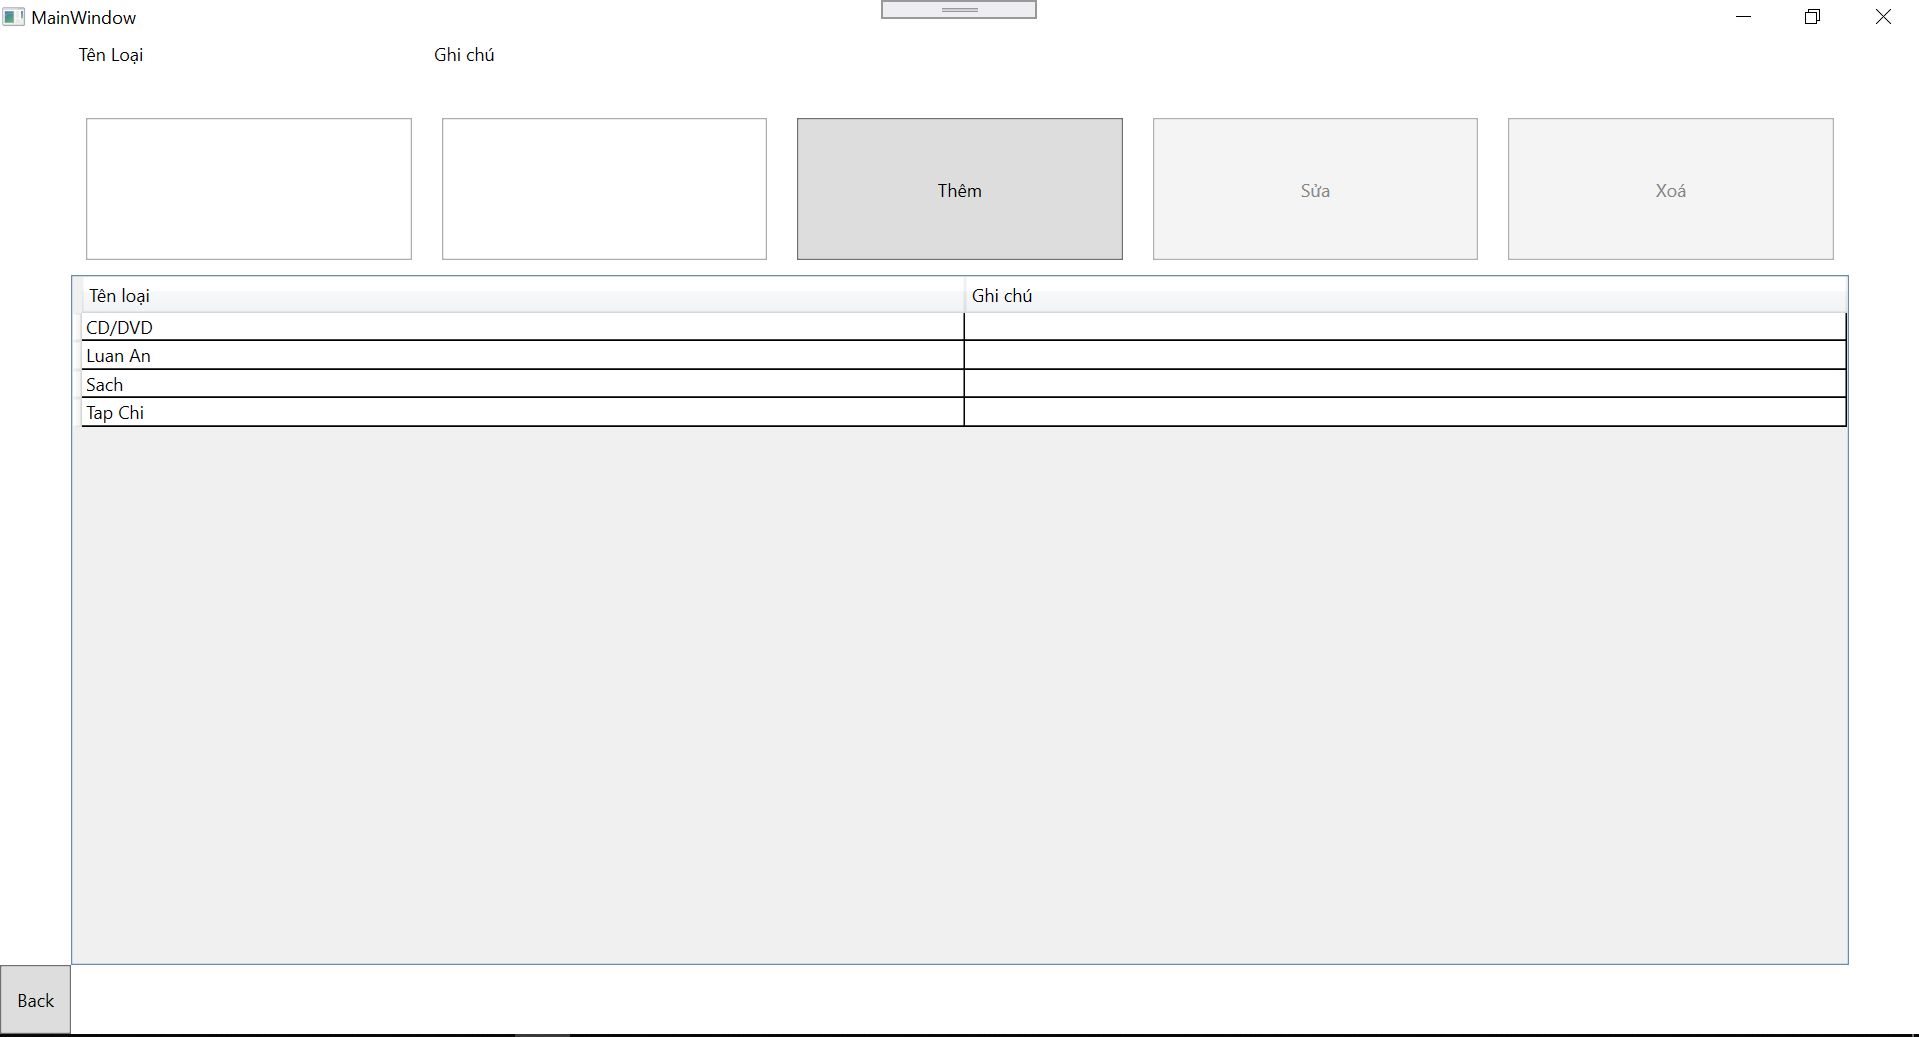 MainWindow
Tên Loại Ghi chú
Thêm Sửa Xoá
Tên loại Ghi chú
CD/DVD
Luan An
Sach
Tap Chi
Back